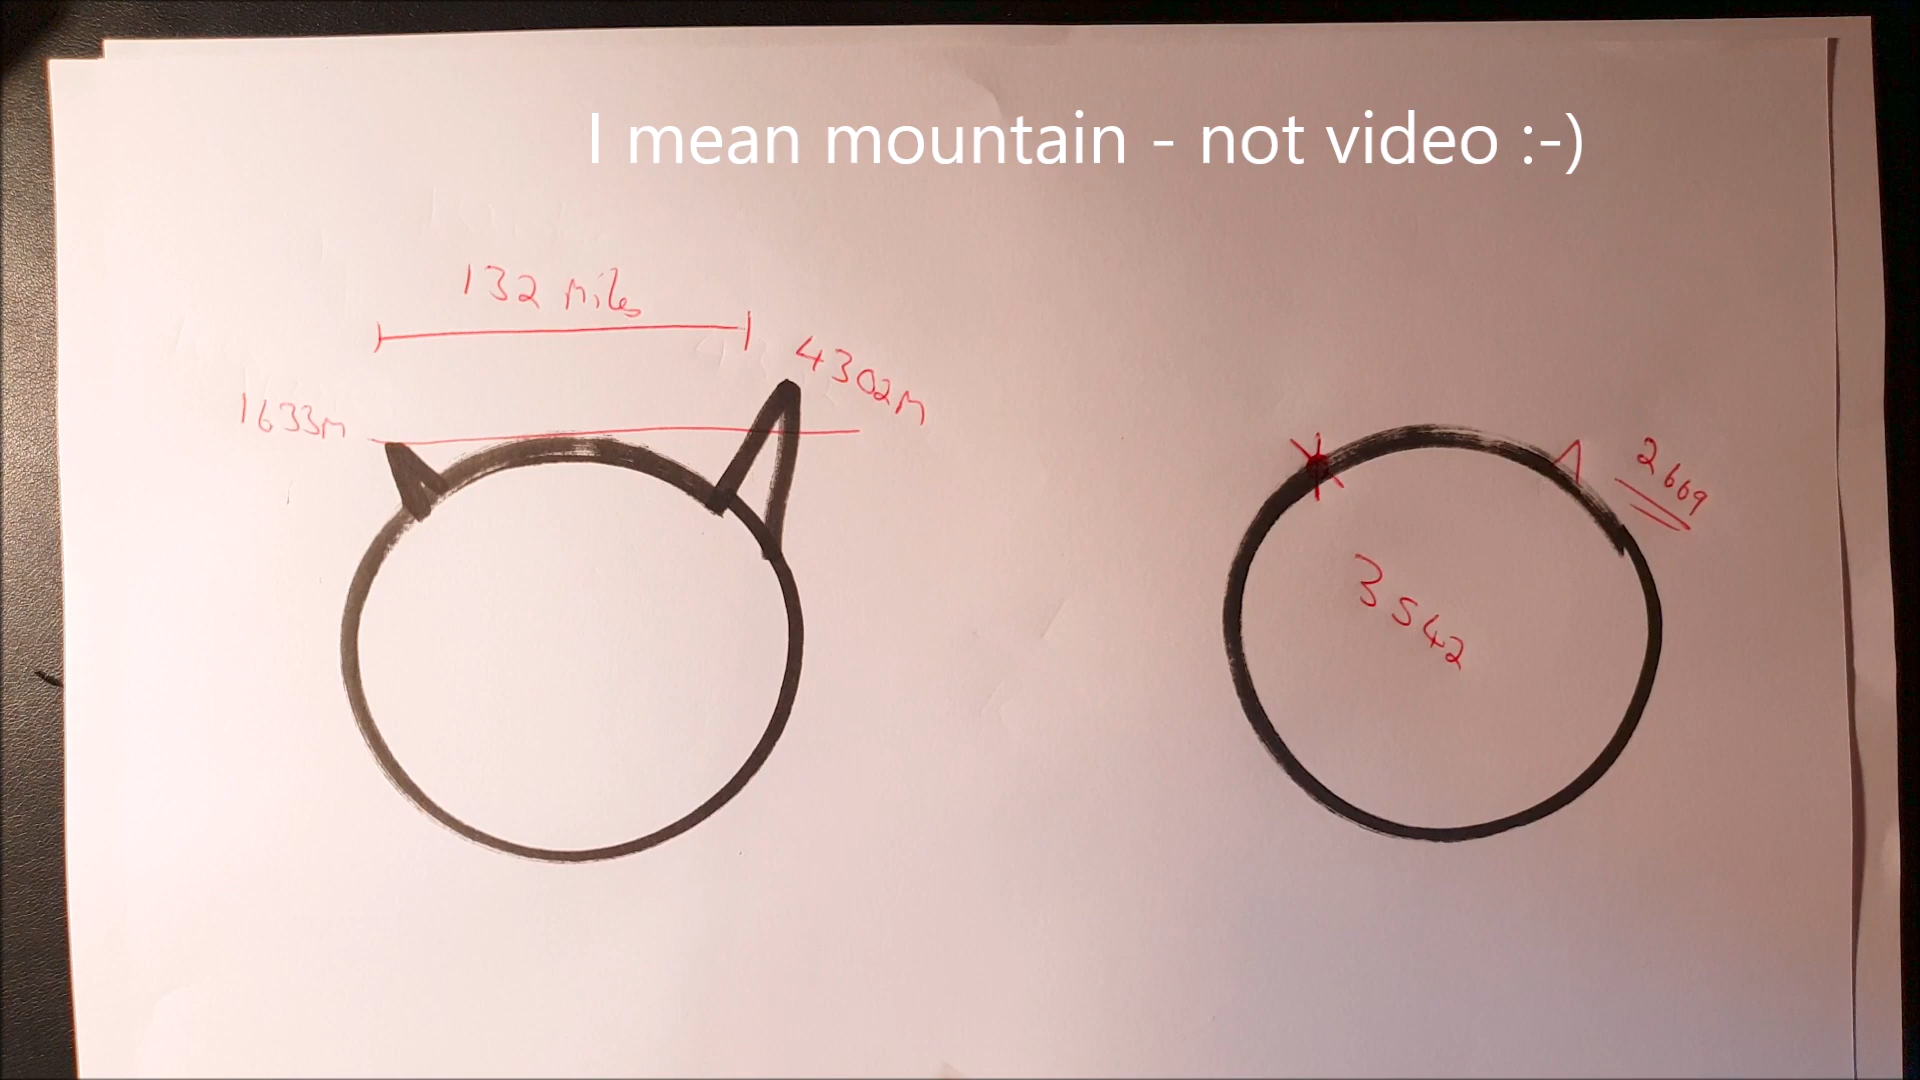 I mean mountain - not video :-)
132 miles
4302m
1633m
2669
3542